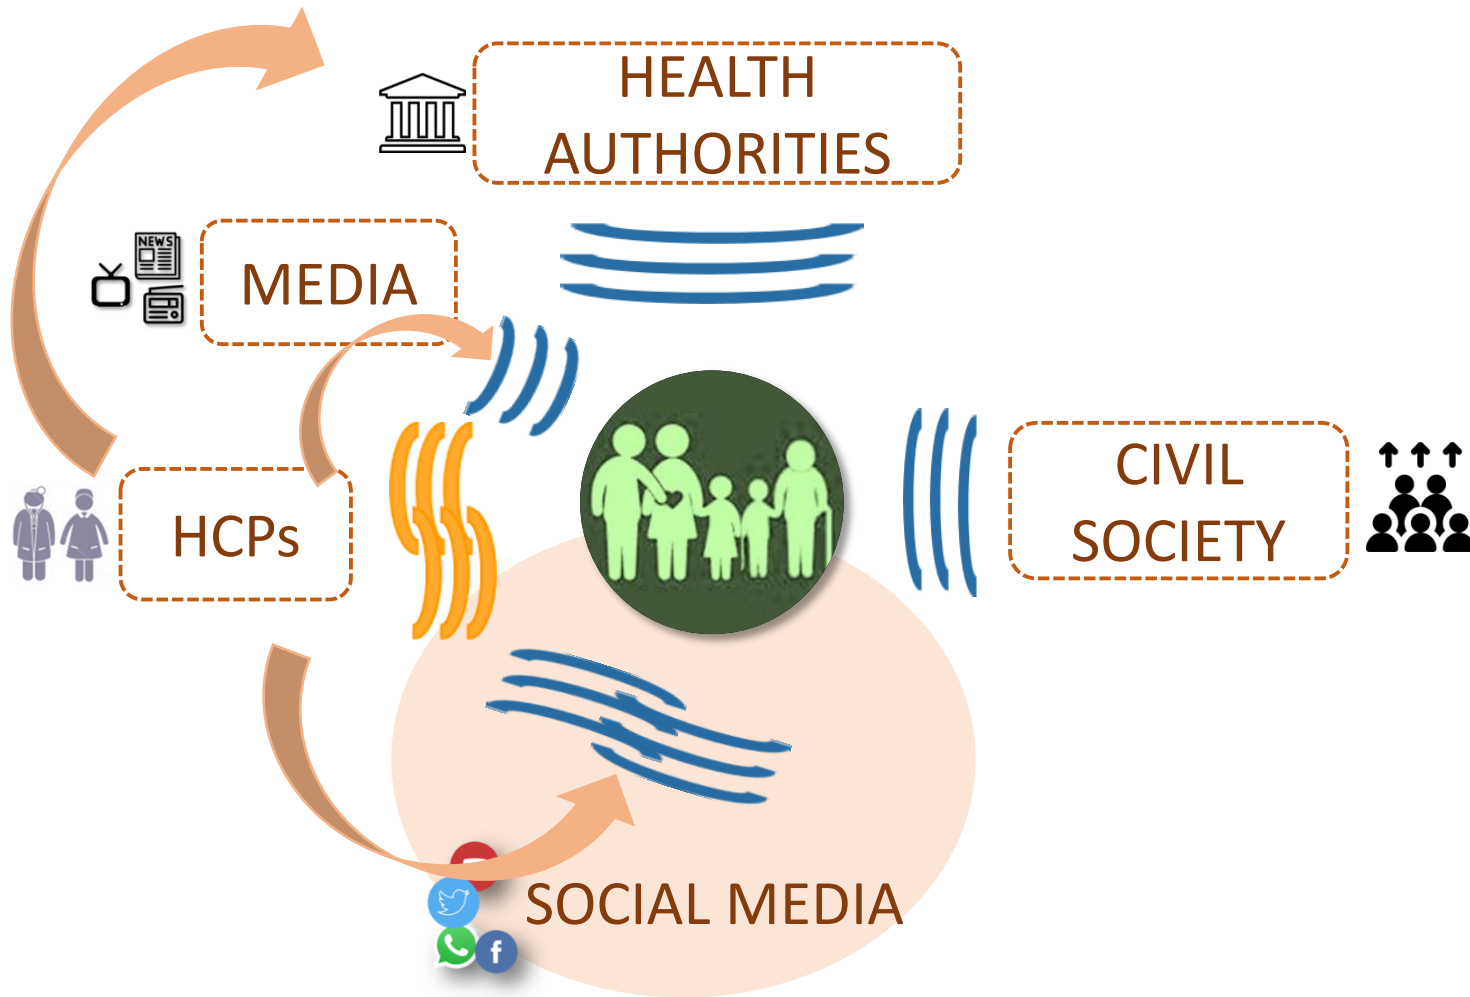 HEALTH
AUTHORITIES
NEWS
MEDIA
CIVIL
SOCIETY
HCPs
SOCIAL MEDIA
f